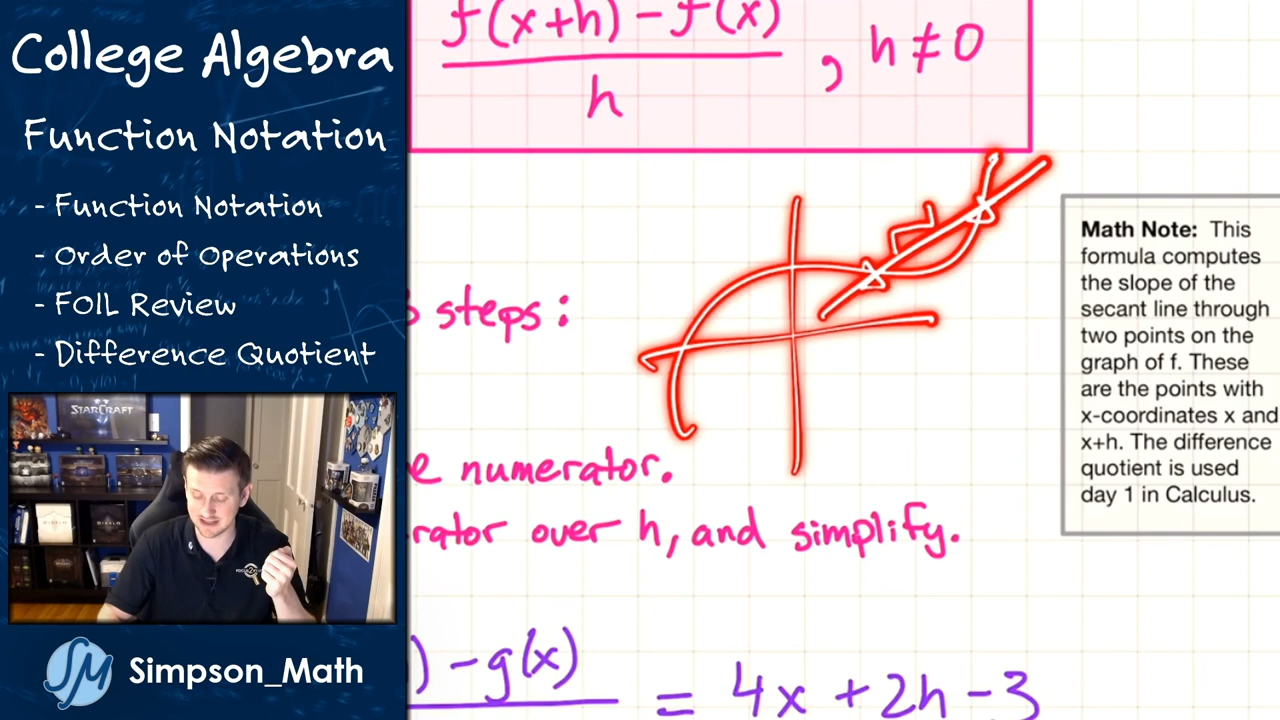 College Algebra
Function Notation
- Function Notation
- Order of Operations
- FOIL Review
- Difference Quotient
STARCRAFT
DIABLO
SM Simpson_Math
f(x+h) - f(x)
h
, h ≠ 0
steps:
e numerator.
rator over h, and simplify.
) - g(x)
= 4x + 2h - 3
Math Note: This
formula computes
the slope of the
secant line through
two points on the
graph of f. These
are the points with
x-coordinates x and
x+h. The difference
quotient is used
day 1 in Calculus.